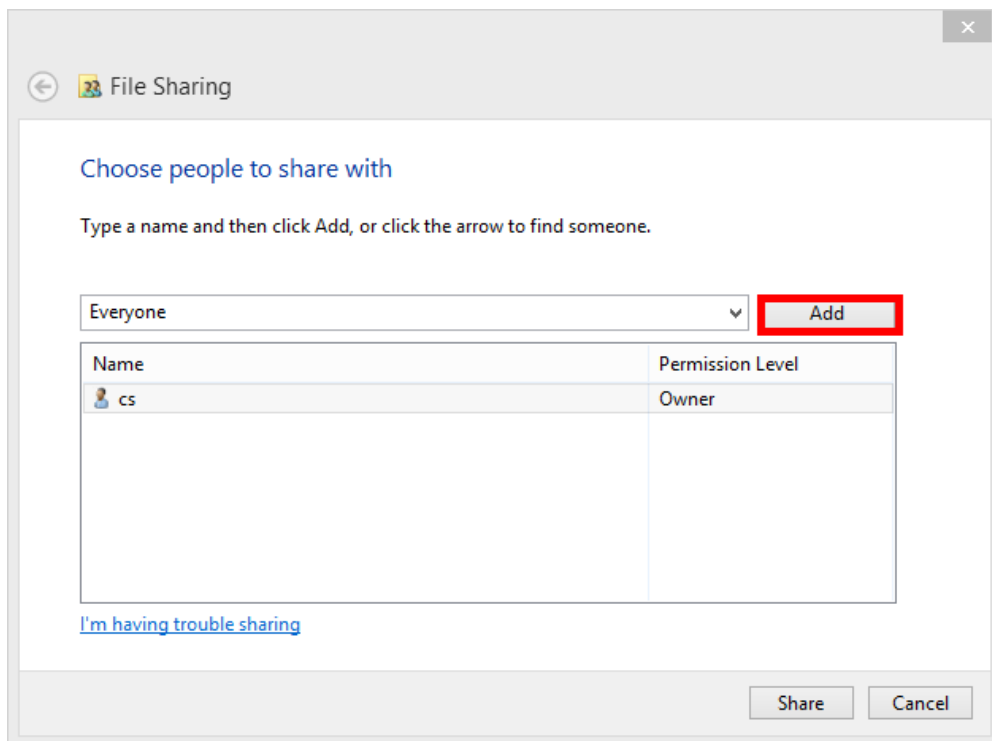 File Sharing
Choose people to share with
Type a name and then click Add, or click the arrow to find someone.
Everyone Add
Name Permission Level
cs Owner
I'm having trouble sharing
Share Cancel